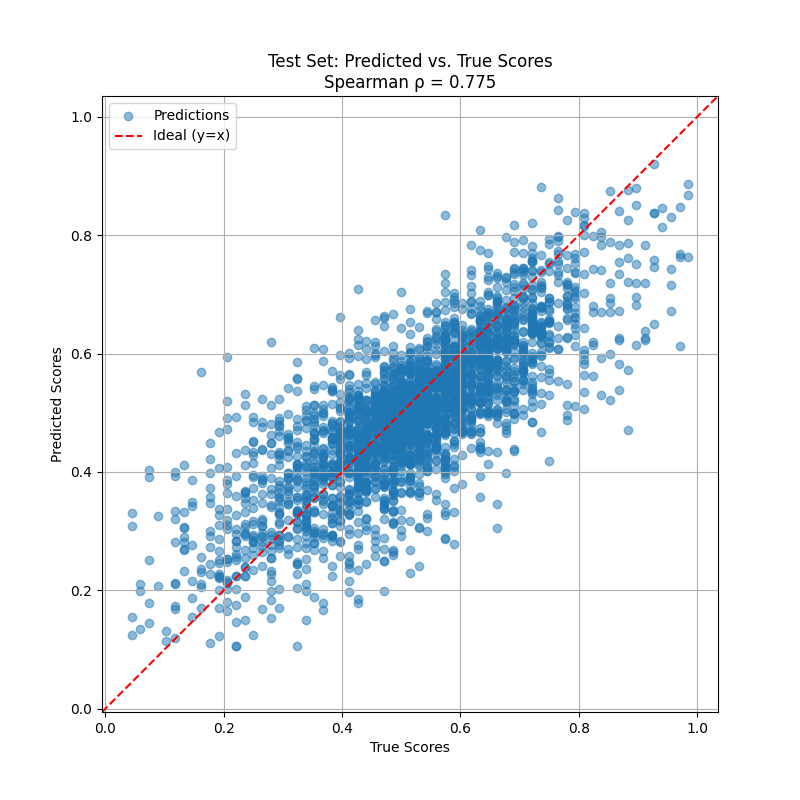 Test Set: Predicted vs. True Scores
Spearman ρ = 0.775
Predictions
Ideal (y=x)
1.0
0.8
0.6
0.4
0.2
0.0
Predicted Scores
0.0 0.2 0.4 0.6 0.8 1.0
True Scores